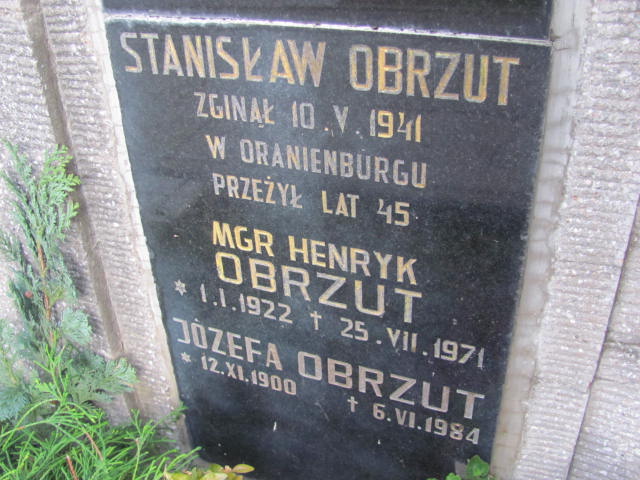 STANISŁAW OBRZUT
ZGINĄŁ 10.V.1941
W ORANIENBURGU
PRZEŻYŁ LAT 45
MGR HENRYK
OBRZUT
* 1.I.1922 † 25.VII.1971
JÓZEFA OBRZUT
* 12.XI.1900 † 6.VI.1984